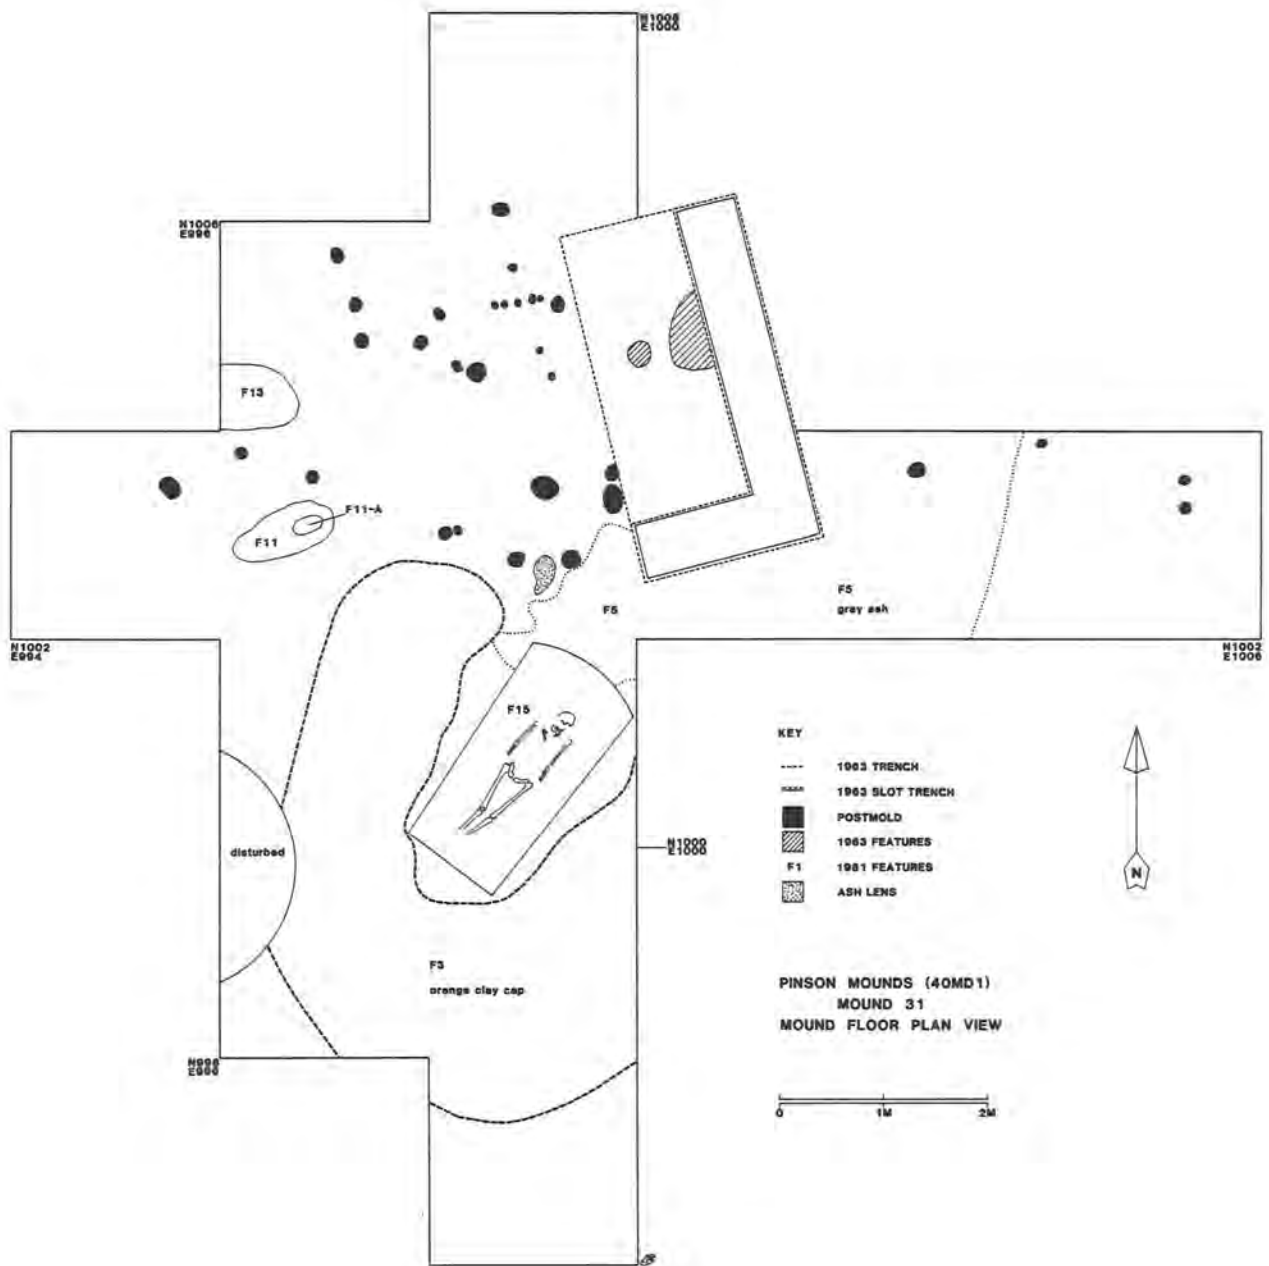 N1008
E1000
N1006
E996
F13
F11-A
F11
F5
F5
gray ash
N1002
E994
N1002
E1006
F15
KEY
1963 TRENCH
1963 SLOT TRENCH
POSTMOLD
1963 FEATURES
F1 1981 FEATURES
ASH LENS
N
N1000
E1000
disturbed
F3
orange clay cap
PINSON MOUNDS (40MD1)
MOUND 31
MOUND FLOOR PLAN VIEW
N998
E996
0 1M 2M